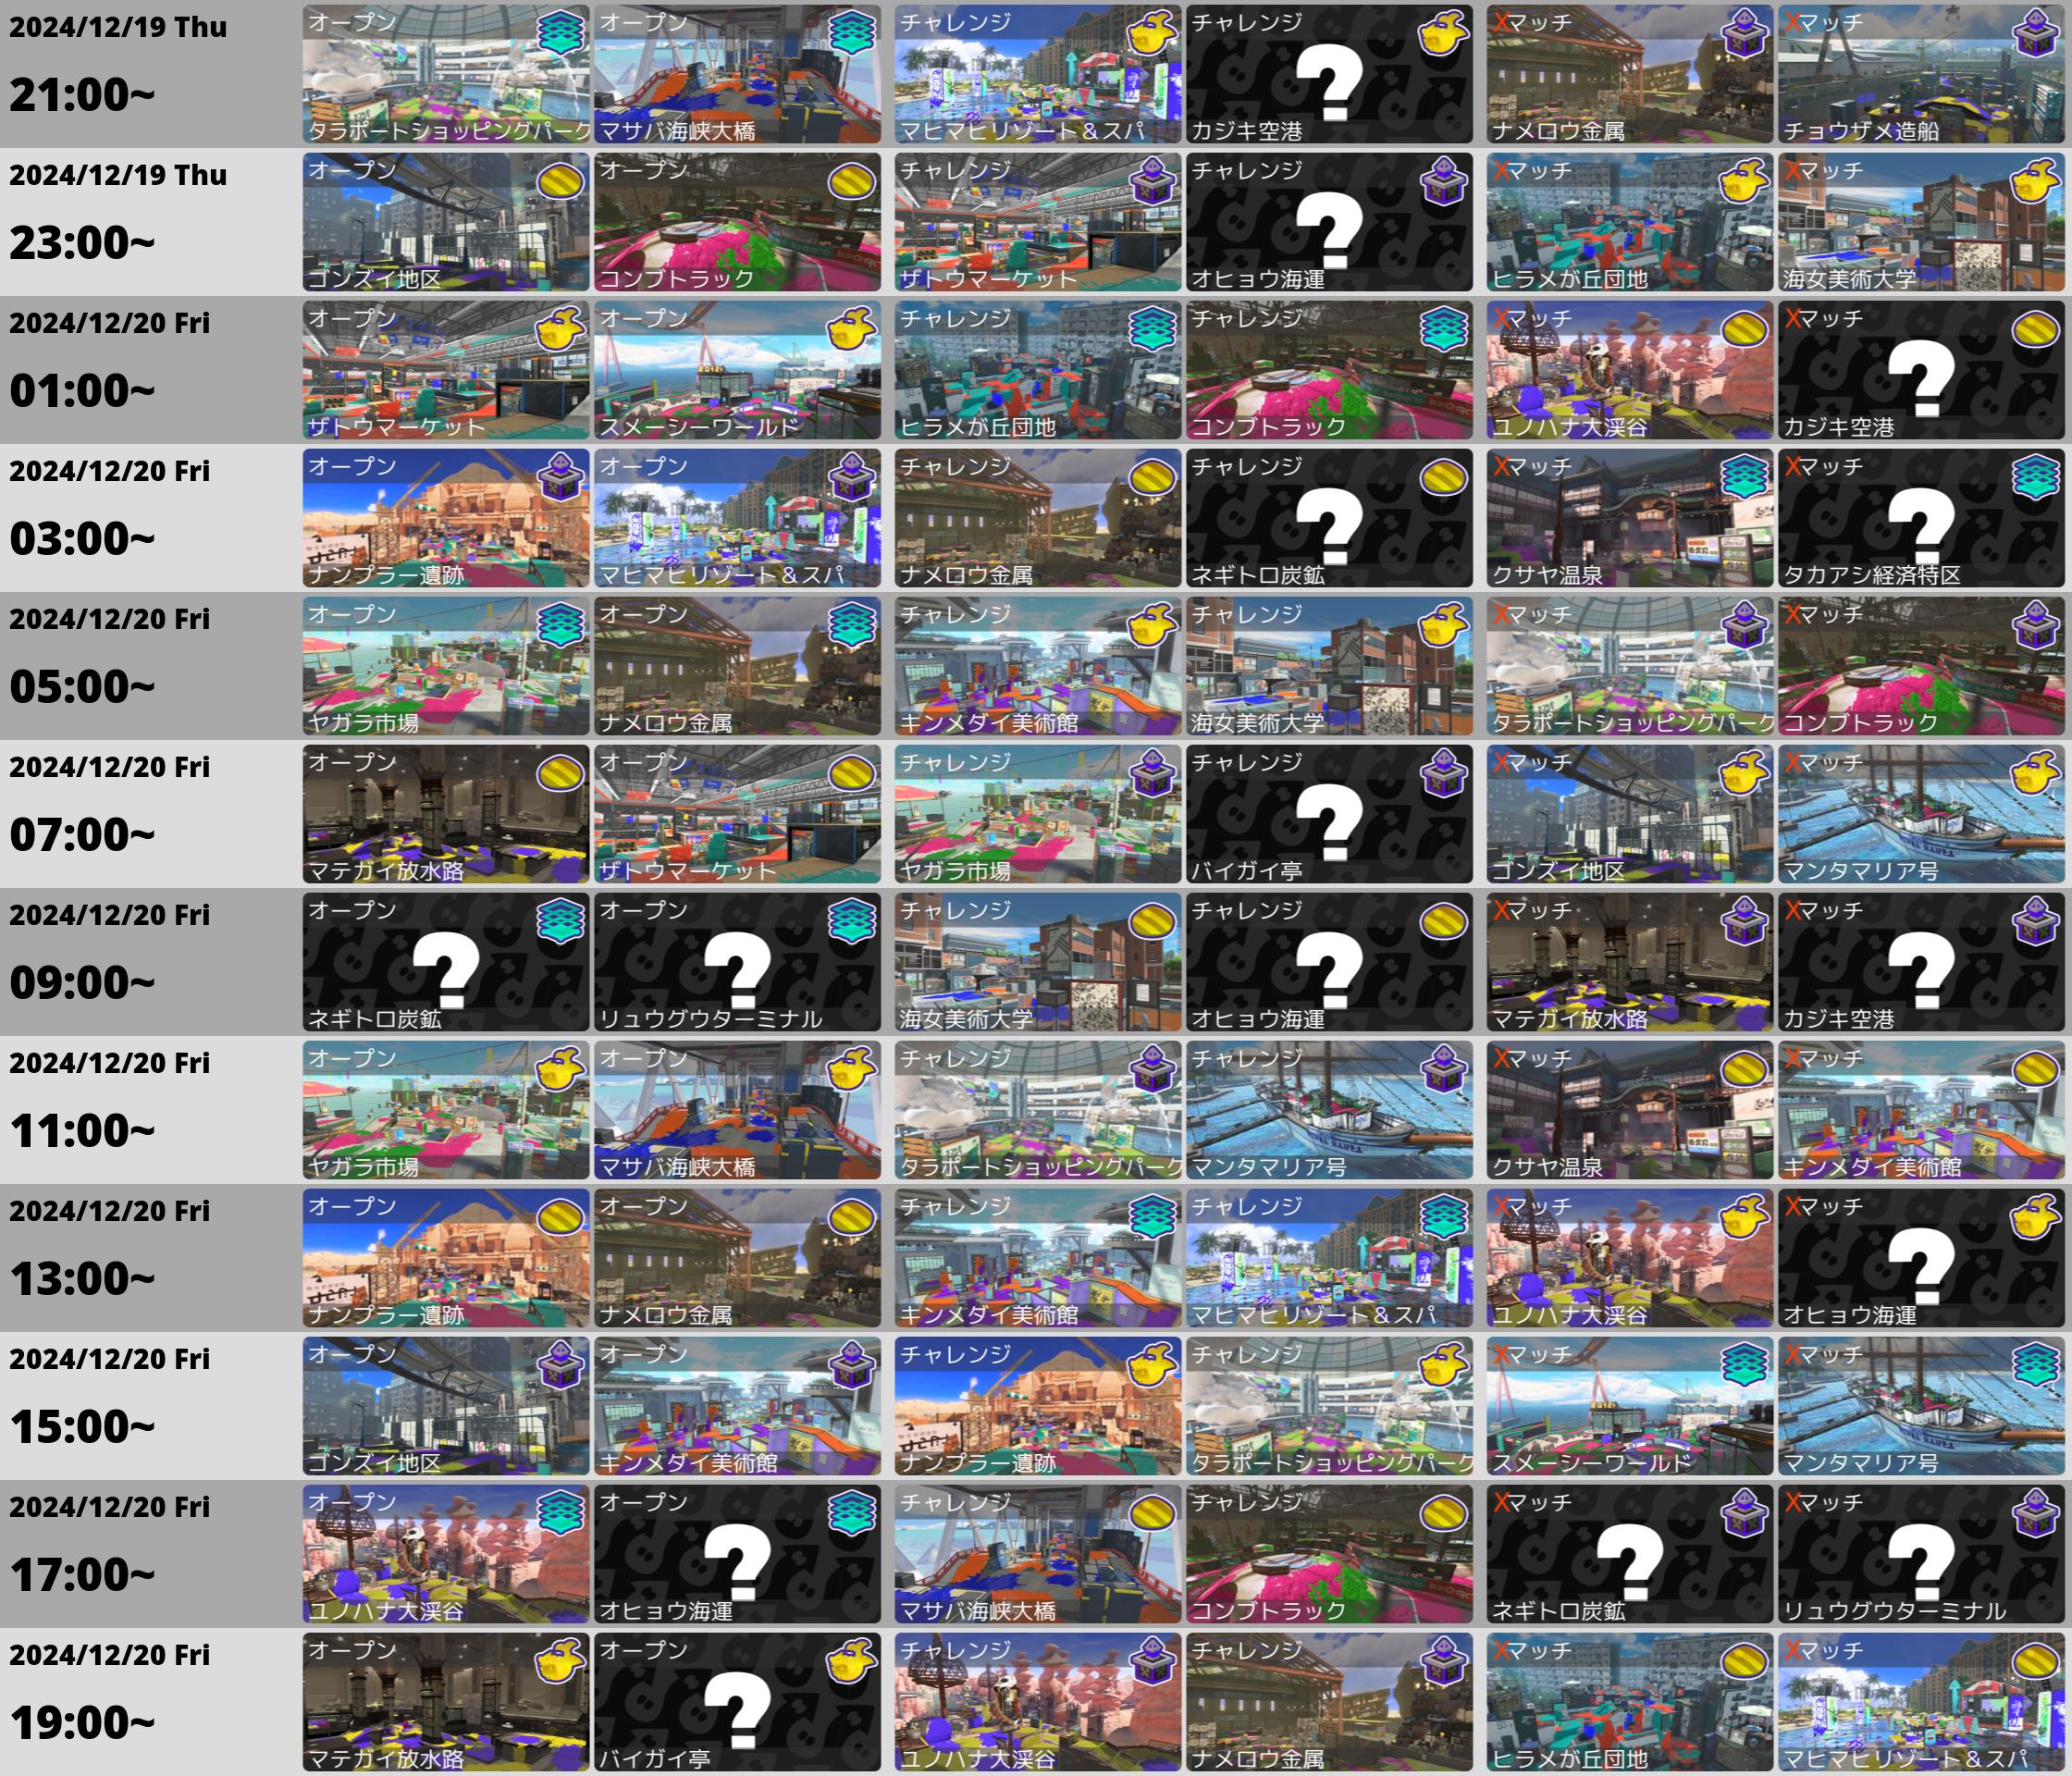 2024/12/19 Thu
21:00~
オープン
タラポートショッピングパーク
オープン
マサバ海峡大橋
チャレンジ
マヒマヒリゾート＆スパ
チャレンジ
カジキ空港
Xマッチ
ナメロウ金属
Xマッチ
チョウザメ造船
2024/12/19 Thu
23:00~
オープン
ゴンズイ地区
オープン
コンブトラック
チャレンジ
ザトウマーケット
チャレンジ
オヒョウ海運
Xマッチ
ヒラメが丘団地
Xマッチ
海女美術大学
2024/12/20 Fri
01:00~
オープン
ザトウマーケット
オープン
スメーシーワールド
チャレンジ
ヒラメが丘団地
チャレンジ
コンブトラック
Xマッチ
ユノハナ大渓谷
Xマッチ
カジキ空港
2024/12/20 Fri
03:00~
オープン
ナンプラー遺跡
オープン
マヒマヒリゾート＆スパ
チャレンジ
ナメロウ金属
チャレンジ
ネギトロ炭鉱
Xマッチ
クサヤ温泉
Xマッチ
タカアシ経済特区
2024/12/20 Fri
05:00~
オープン
ヤガラ市場
オープン
ナメロウ金属
チャレンジ
キンメダイ美術館
チャレンジ
海女美術大学
Xマッチ
タラポートショッピングパーク
Xマッチ
コンブトラック
2024/12/20 Fri
07:00~
オープン
マテガイ放水路
オープン
ザトウマーケット
チャレンジ
ヤガラ市場
チャレンジ
バイガイ亭
Xマッチ
ゴンズイ地区
Xマッチ
マンタマリア号
2024/12/20 Fri
09:00~
オープン
ネギトロ炭鉱
オープン
リュウグウターミナル
チャレンジ
海女美術大学
チャレンジ
オヒョウ海運
Xマッチ
マテガイ放水路
Xマッチ
カジキ空港
2024/12/20 Fri
11:00~
オープン
ヤガラ市場
オープン
マサバ海峡大橋
チャレンジ
タラポートショッピングパーク
チャレンジ
マンタマリア号
Xマッチ
クサヤ温泉
Xマッチ
キンメダイ美術館
2024/12/20 Fri
13:00~
オープン
ナンプラー遺跡
オープン
ナメロウ金属
チャレンジ
キンメダイ美術館
チャレンジ
マヒマヒリゾート＆スパ
Xマッチ
ユノハナ大渓谷
Xマッチ
オヒョウ海運
2024/12/20 Fri
15:00~
オープン
ゴンズイ地区
オープン
キンメダイ美術館
チャレンジ
ナンプラー遺跡
チャレンジ
タラポートショッピングパーク
Xマッチ
スメーシーワールド
Xマッチ
マンタマリア号
2024/12/20 Fri
17:00~
オープン
ユノハナ大渓谷
オープン
オヒョウ海運
チャレンジ
マサバ海峡大橋
チャレンジ
コンブトラック
Xマッチ
ネギトロ炭鉱
Xマッチ
リュウグウターミナル
2024/12/20 Fri
19:00~
オープン
マテガイ放水路
オープン
バイガイ亭
チャレンジ
ユノハナ大渓谷
チャレンジ
ナメロウ金属
Xマッチ
ヒラメが丘団地
Xマッチ
マヒマヒリゾート＆スパ